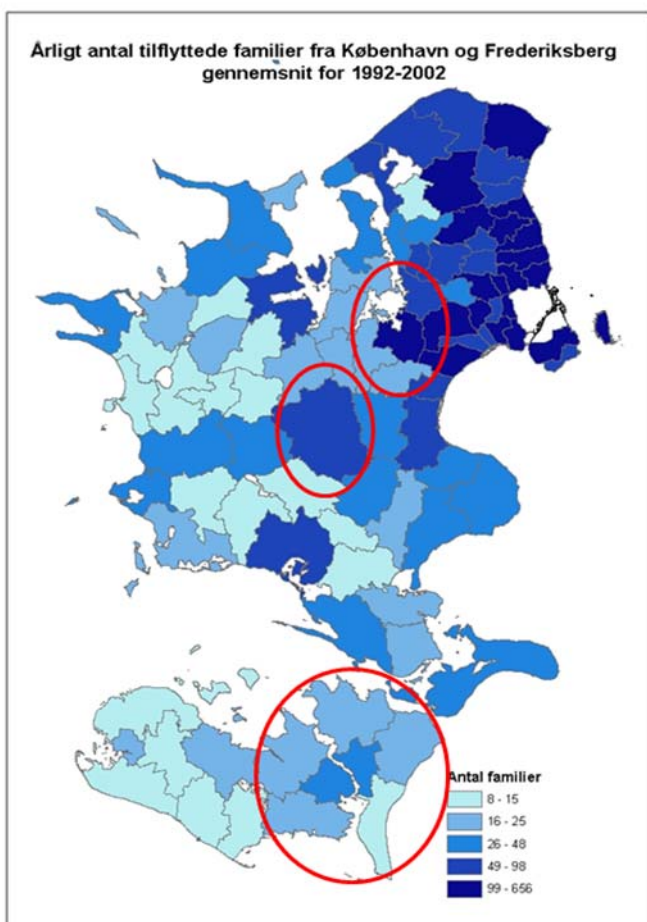 Årligt antal tilflyttede familier fra København og Frederiksberg
gennemsnit for 1992-2002
Antal familier
8 - 15
16 - 25
26 - 48
49 - 98
99 - 656